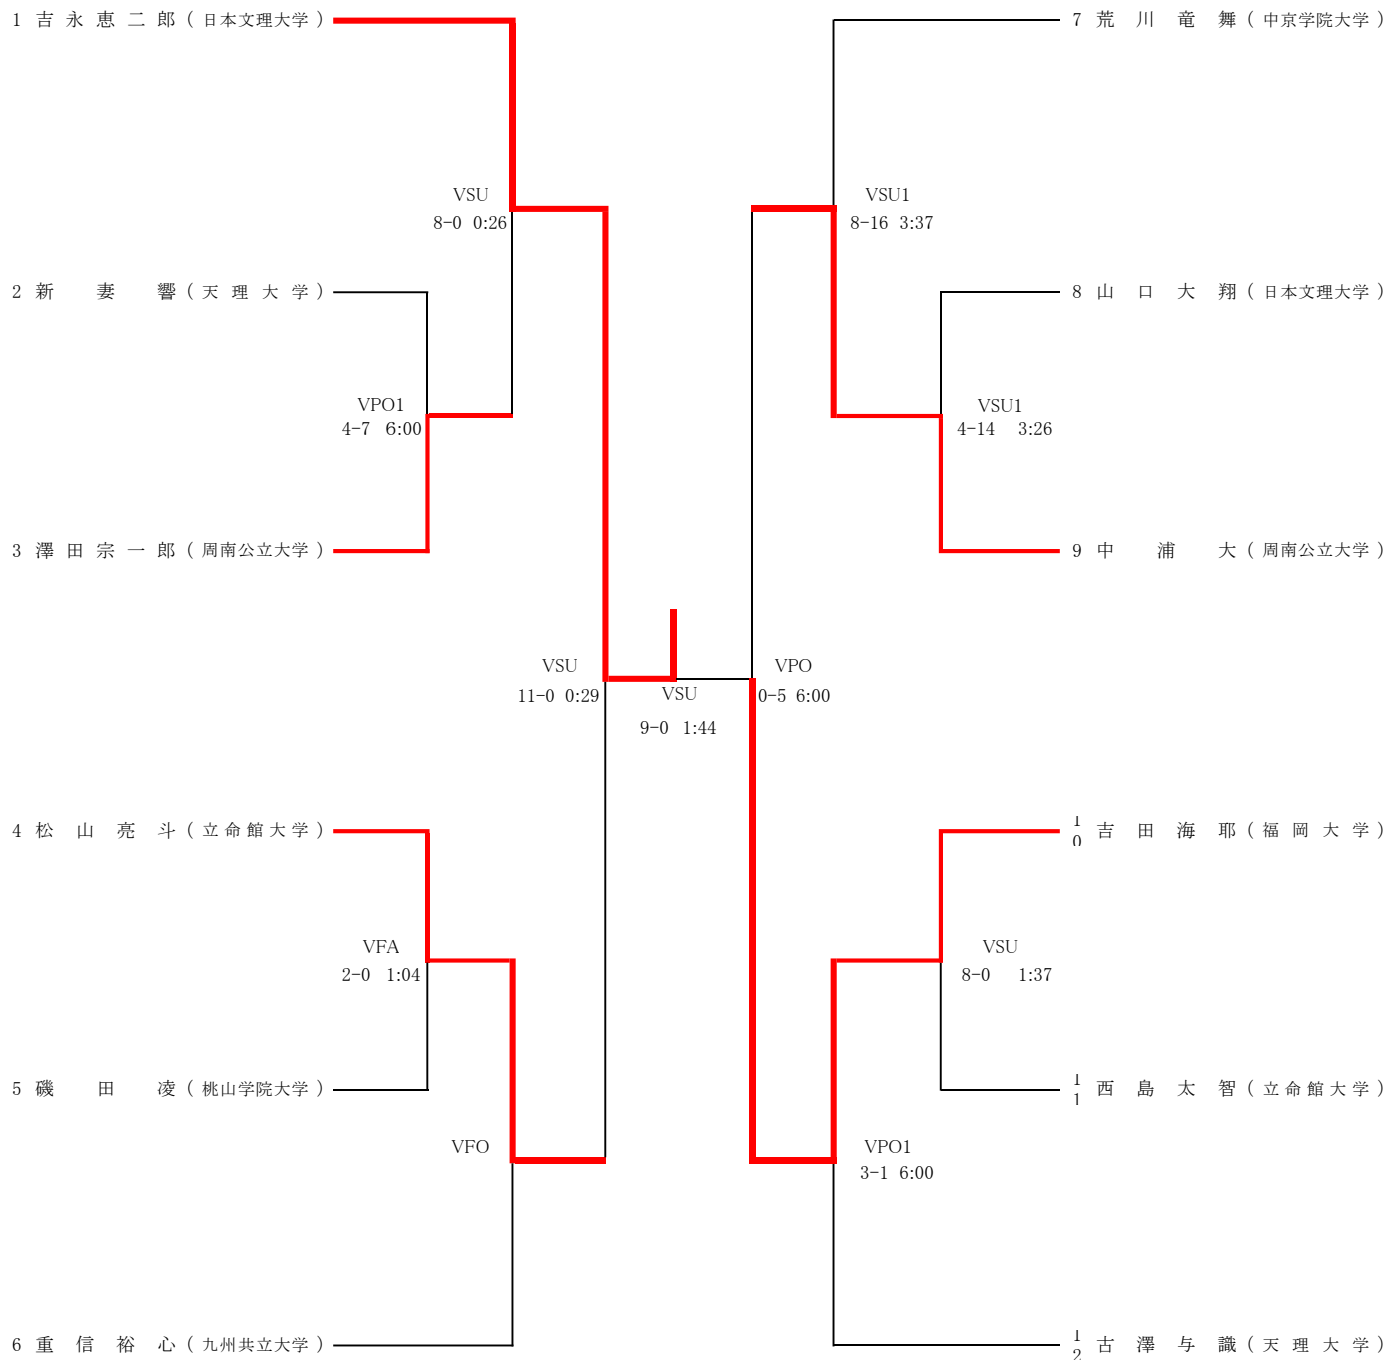 1 吉永恵二郎 ( 日本文理大学 )
7 荒川竜舞 ( 中京学院大学 )
VSU
8-0 0:26
VSU1
8-16 3:37
2 新妻響 ( 天理大学 )
8 山口大翔 ( 日本文理大学 )
VPO1
4-7 6:00
VSU1
4-14 3:26
3 澤田宗一郎 ( 周南公立大学 )
9 中浦大 ( 周南公立大学 )
VSU
11-0 0:29
VSU
9-0 1:44
VPO
0-5 6:00
4 松山亮斗 ( 立命館大学 )
10 吉田海耶 ( 福岡大学 )
VFA
2-0 1:04
VSU
8-0 1:37
5 磯田凌 ( 桃山学院大学 )
11 西島太智 ( 立命館大学 )
VFO
VPO1
3-1 6:00
6 重信裕心 ( 九州共立大学 )
12 古澤与識 ( 天理大学 )